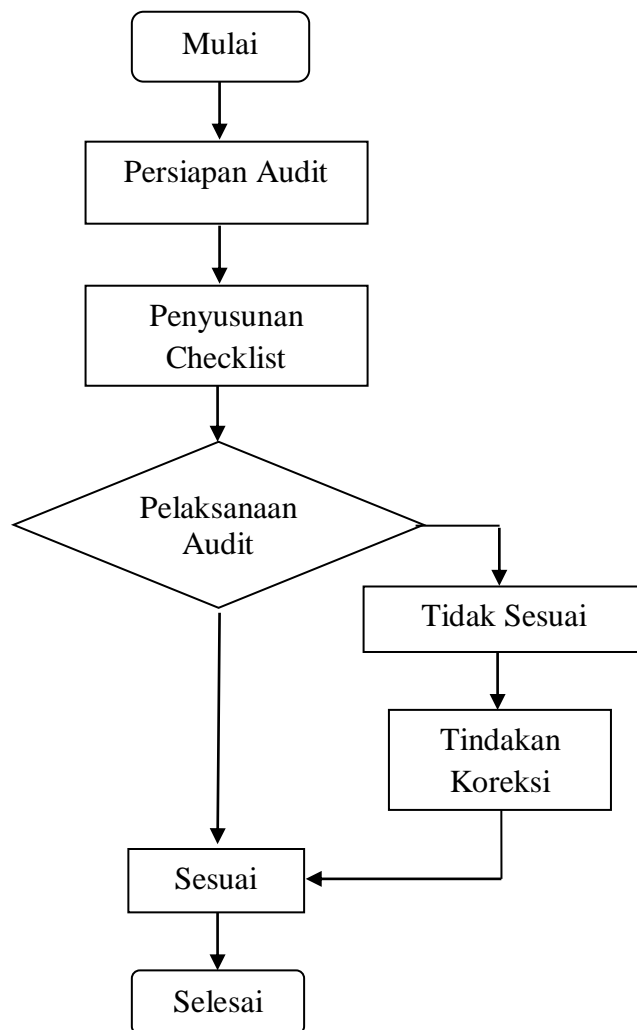 Mulai
Persiapan Audit
Penyusunan
Checklist
Pelaksanaan
Audit
Tidak Sesuai
Tindakan
Koreksi
Sesuai
Selesai